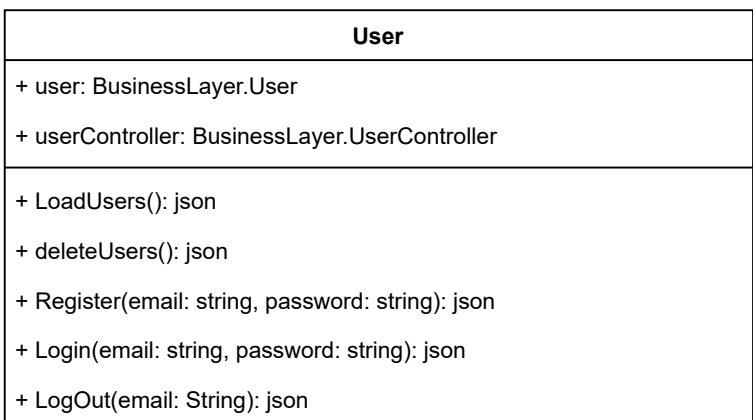 User
+ user: BusinessLayer.User
+ userController: BusinessLayer.UserController
+ LoadUsers(): json
+ deleteUsers(): json
+ Register(email: string, password: string): json
+ Login(email: string, password: string): json
+ LogOut(email: String): json